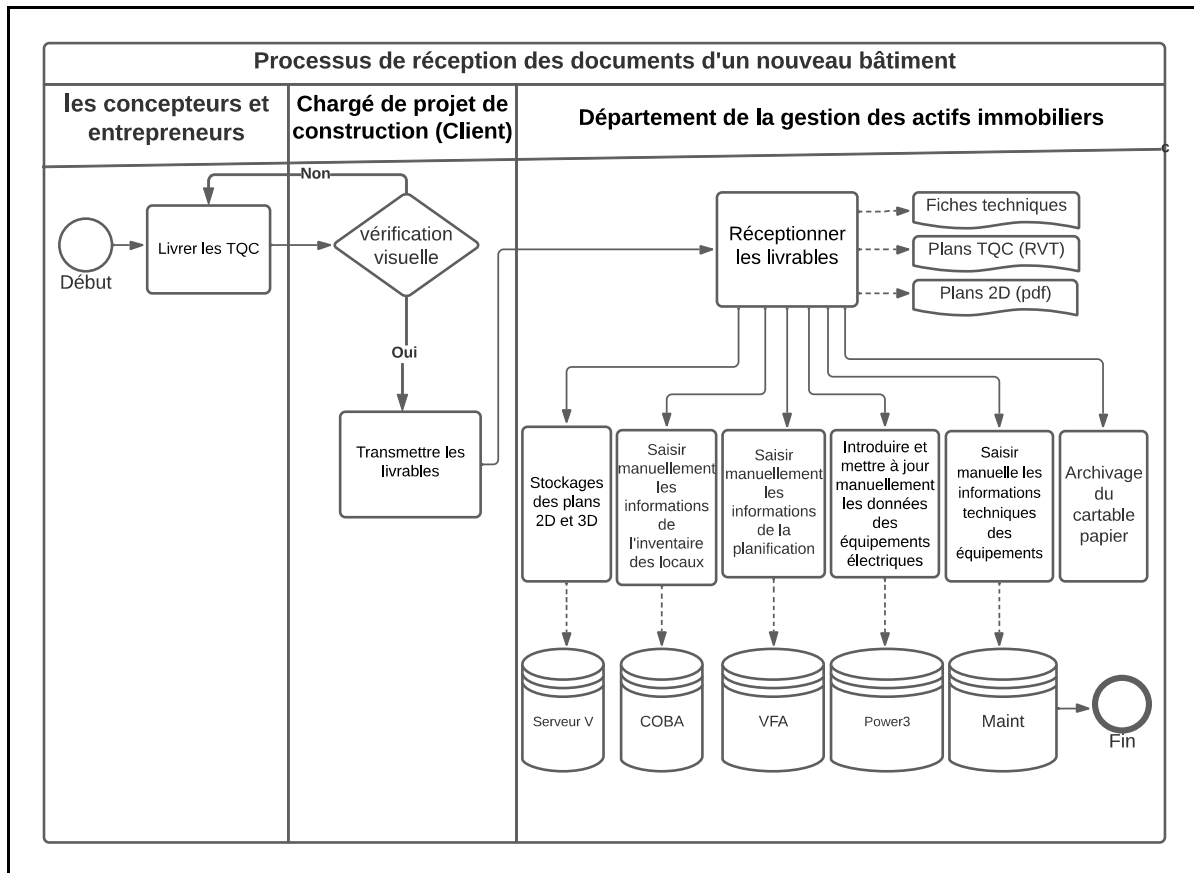 Processus de réception des documents d'un nouveau bâtiment
les concepteurs et
entrepreneurs
Chargé de projet de
construction (Client)
Département de la gestion des actifs immobiliers
c
Non
Début
Livrer les TQC
vérification
visuelle
Oui
Transmettre les
livrables
Réceptionner
les livrables
Fiches techniques
Plans TQC (RVT)
Plans 2D (pdf)
Stockages
des plans
2D et 3D
Saisir
manuellement
les
informations
de
l'inventaire
des locaux
Saisir
manuellement
les
informations
de la
planification
Introduire et
mettre à jour
manuellement
les données
des
équipements
électriques
Saisir
manuelle les
informations
techniques
des
équipements
Archivage
du
cartable
papier
Serveur V
COBA
VFA
Power3
Maint
Fin